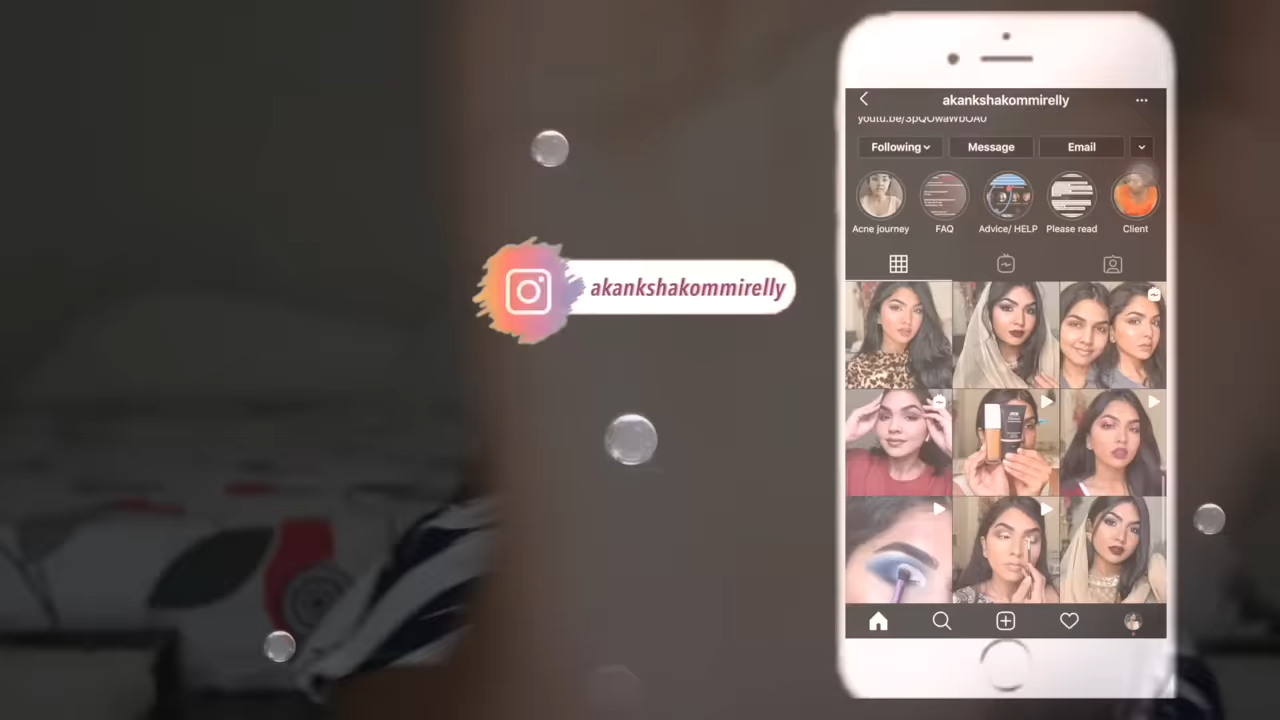 akankshakommirelly
akankshakommirelly
Following
Message
Email
Acne journey
FAQ
Advice/ HELP
Please read
Client